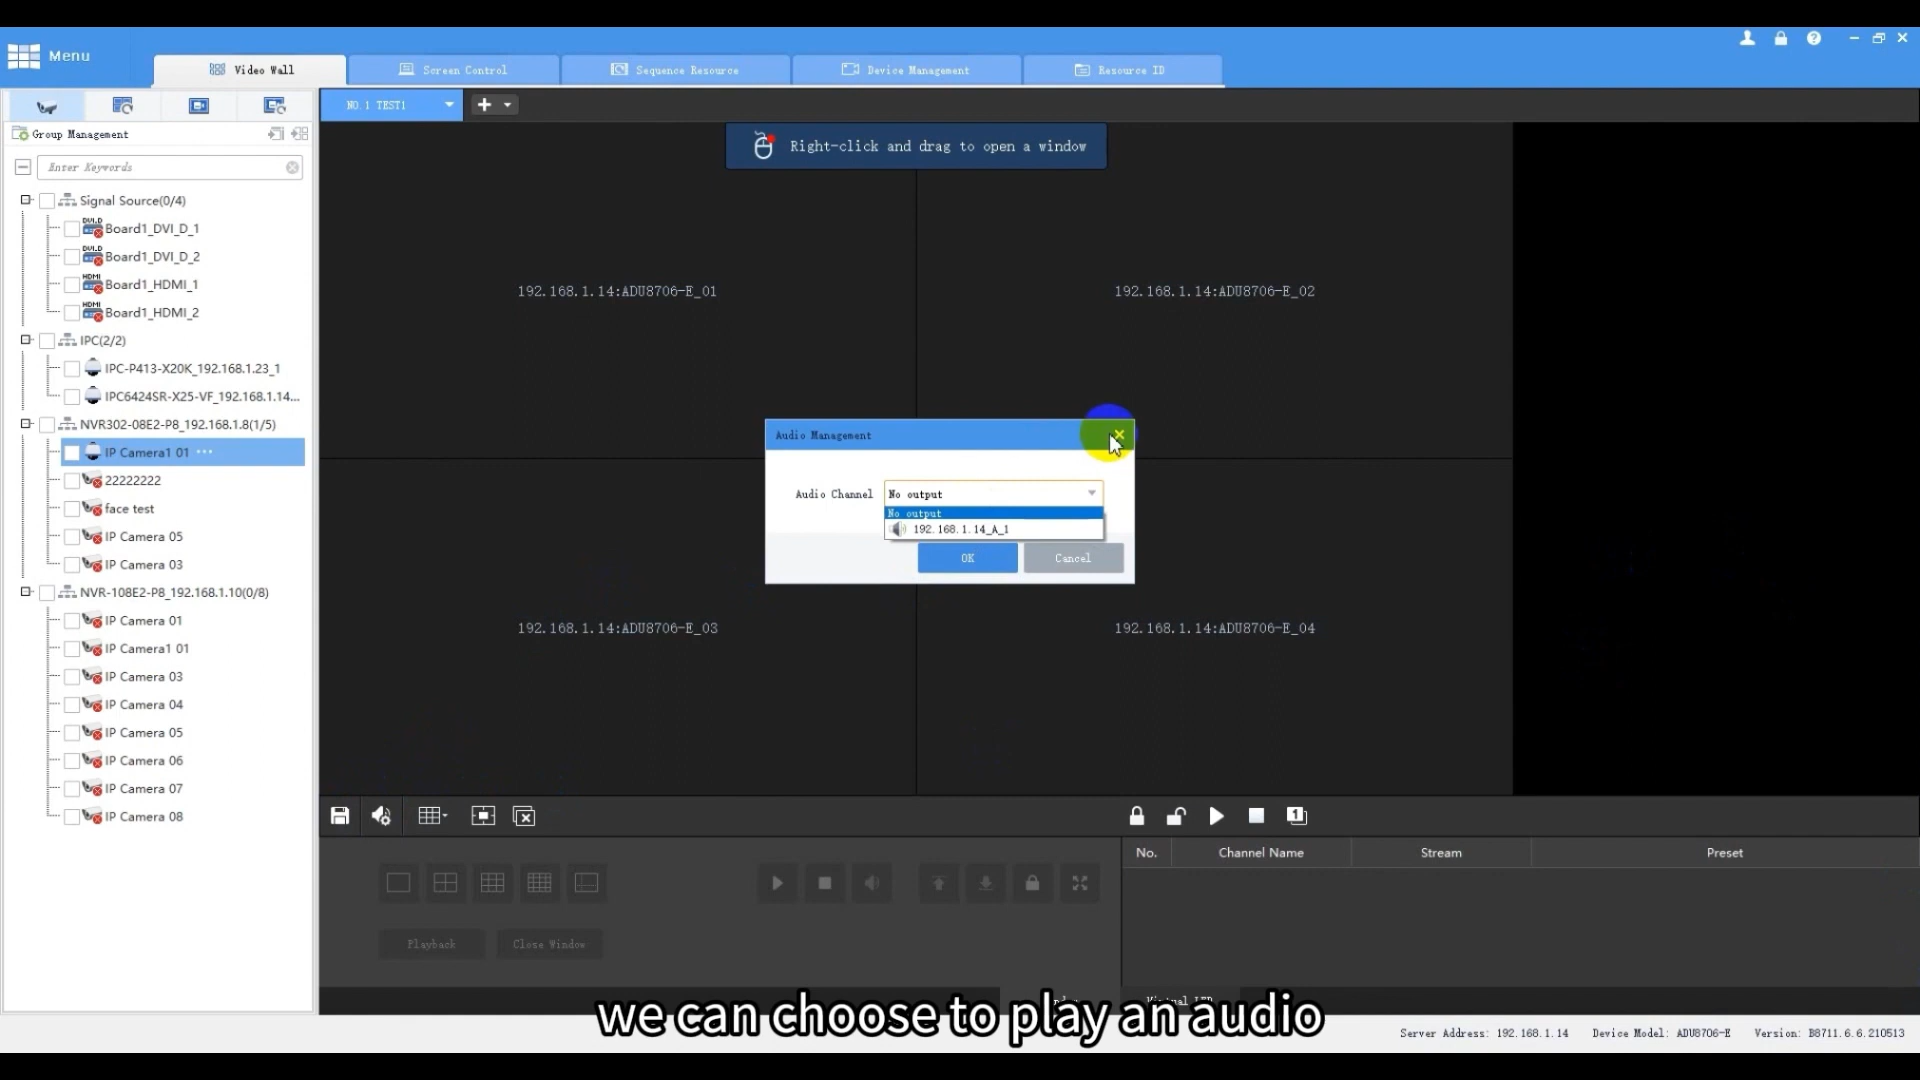 Menu
Video Wall
Screen Control
Sequence Resource
Device Management
Resource ID
NO.1 TEST1
Group Management
Right-click and drag to open a window
Enter Keywords
Signal Source(0/4)
DVI.D
Board1_DVI_D_1
DVI.D
Board1_DVI_D_2
HDMI
Board1_HDMI_1
HDMI
Board1_HDMI_2
IPC(2/2)
IPC-P413-X20K_192.168.1.23_1
IPC6424SR-X25-VF_192.168.1.14...
NVR302-08E2-P8_192.168.1.8(1/5)
IP Camera1 01 ...
22222222
face test
IP Camera 05
IP Camera 03
NVR-108E2-P8_192.168.1.10(0/8)
IP Camera 01
IP Camera1 01
IP Camera 03
IP Camera 04
IP Camera 05
IP Camera 06
IP Camera 07
IP Camera 08
192.168.1.14:ADU8706-E_01
192.168.1.14:ADU8706-E_02
Audio Management
Audio Channel
No output
No output
192.168.1.14_A_1
OK
Cancel
192.168.1.14:ADU8706-E_03
192.168.1.14:ADU8706-E_04
1
No.
Channel Name
Stream
Preset
Playback
Close Window
we can choose to play an audio
Server Address: 192.168.1.14
Device Model: ADU8706-E
Version: B8711.6.6.210513